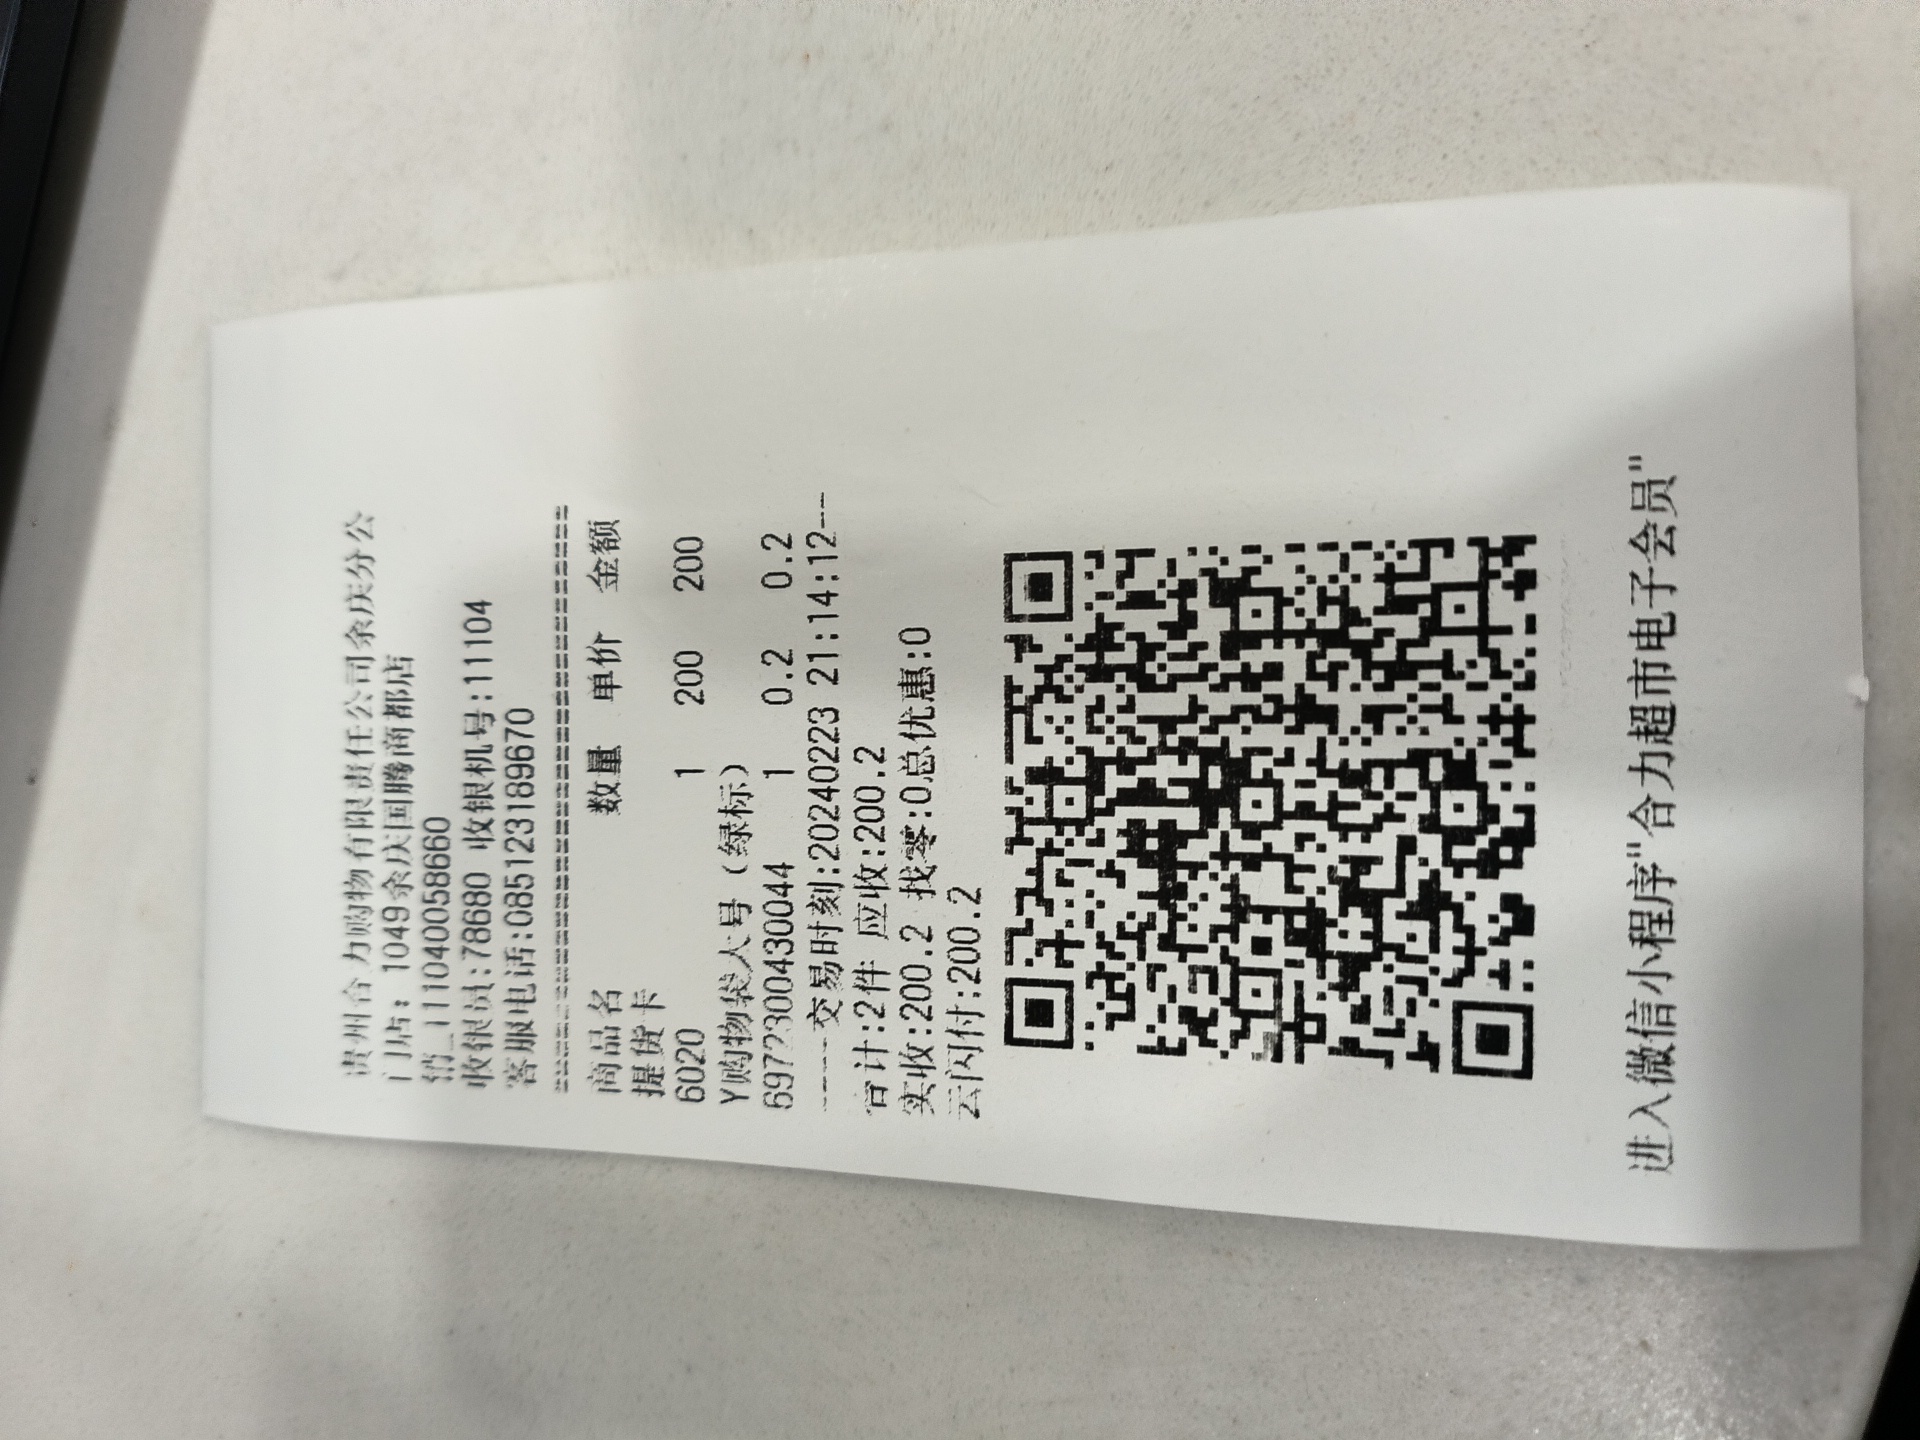 贵州合力购物有限责任公司余庆分公
门店: 1049余庆国腾商都店
销_111040058660
收银员:78680 收银机号:11104
客服电话:085123189670
商品名 数量 单价 金额
提货卡
6020 1 200 200
Y购物袋大号（绿标）
6972300430044 1 0.2 0.2
-----交易时刻:20240223 21:14:12---
合计:2件 应收:200.2
实收:200.2 找零:0总优惠:0
云闪付:200.2
进入微信小程序"合力超市电子会员"